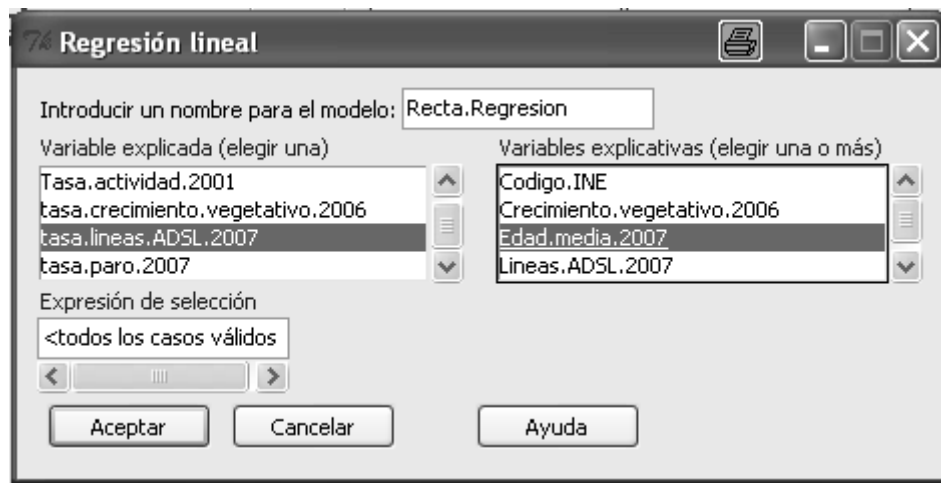 Regresión lineal
Introducir un nombre para el modelo: Recta.Regresion
Variable explicada (elegir una)
Tasa.actividad.2001
tasa.crecimiento.vegetativo.2006
tasa.lineas.ADSL.2007
tasa.paro.2007
Variables explicativas (elegir una o más)
Codigo.INE
Crecimiento.vegetativo.2006
Edad.media.2007
Lineas.ADSL.2007
Expresión de selección
<todos los casos válidos
Aceptar Cancelar Ayuda